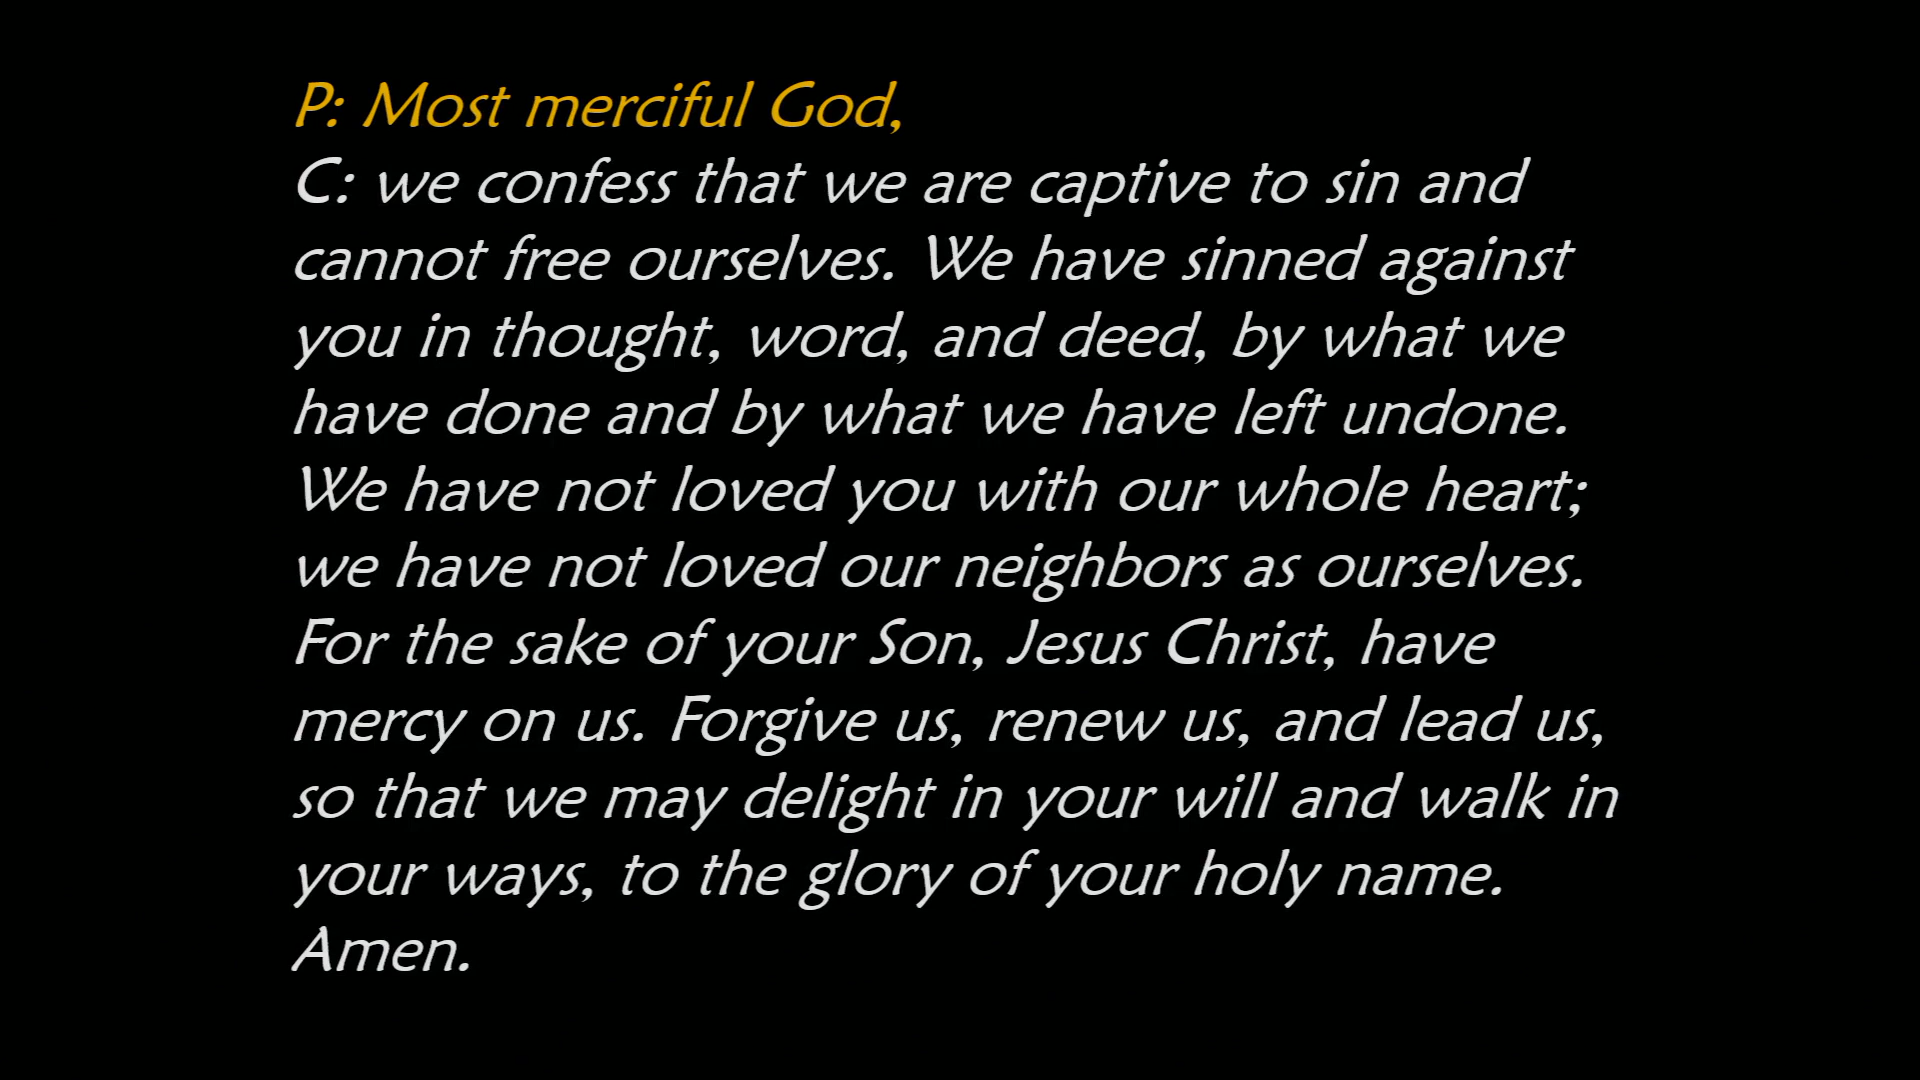 P: Most merciful God,
C: we confess that we are captive to sin and
cannot free ourselves. We have sinned against
you in thought, word, and deed, by what we
have done and by what we have left undone.
We have not loved you with our whole heart;
we have not loved our neighbors as ourselves.
For the sake of your Son, Jesus Christ, have
mercy on us. Forgive us, renew us, and lead us,
so that we may delight in your will and walk in
your ways, to the glory of your holy name.
Amen.